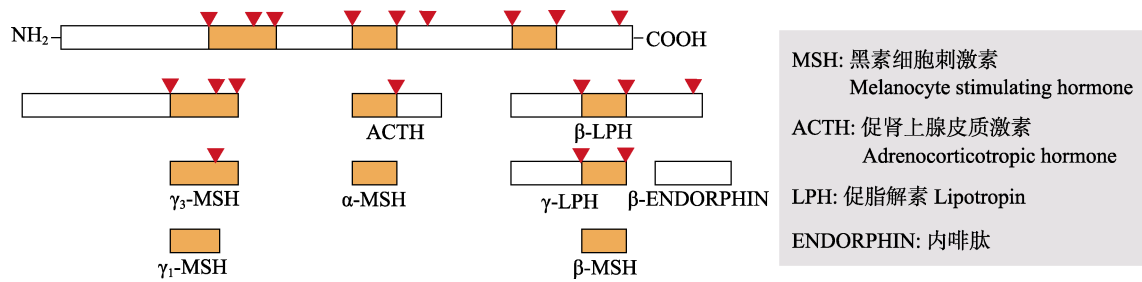 NH₂
COOH
ACTH
β-LPH
γ₃-MSH
α-MSH
γ-LPH
β-ENDORPHIN
γ₁-MSH
β-MSH
MSH: 黑素细胞刺激素
Melanocyte stimulating hormone
ACTH: 促肾上腺皮质激素
Adrenocorticotropic hormone
LPH: 促脂解素 Lipotropin
ENDORPHIN: 内啡肽